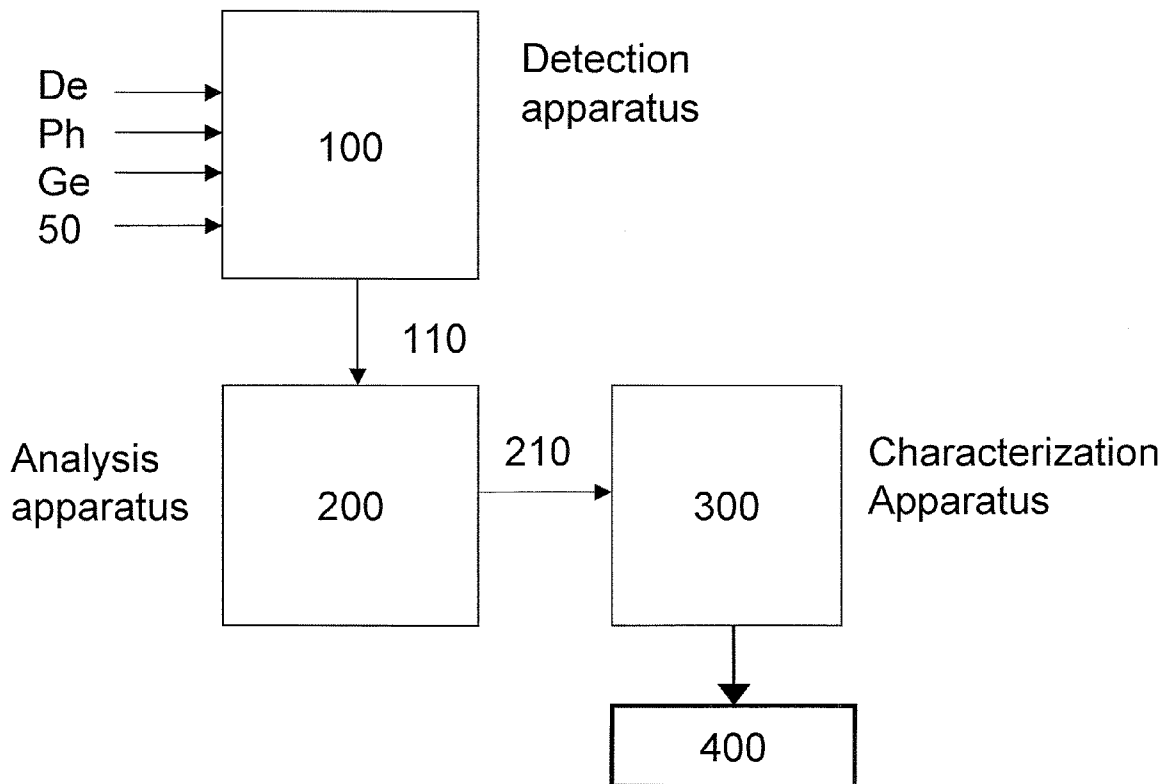 Detection
apparatus
De
Ph
Ge
50
100
110
Analysis
apparatus
200
210
300
Characterization
Apparatus
400